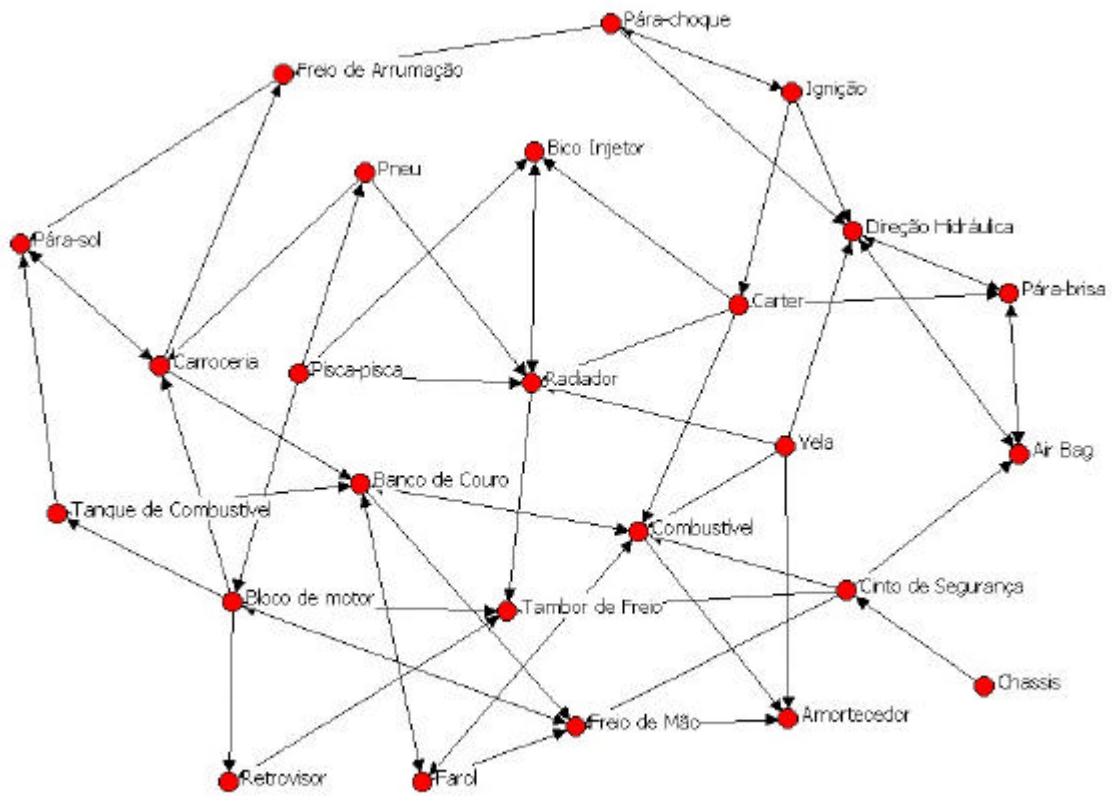 Pára-choque
Freio de Arrumação
Ignição
Bico Injetor
Pneu
Direção Hidráulica
Pára-sol
Pára-brisa
Carter
Carroceria
Pisca-pisca
Radiador
Vela
Air Bag
Banco de Couro
Tanque de Combustível
Combustível
Cinto de Segurança
Bloco de motor
Tambor de Freio
Chassis
Amortecedor
Freio de Mão
Retrovisor
Farol